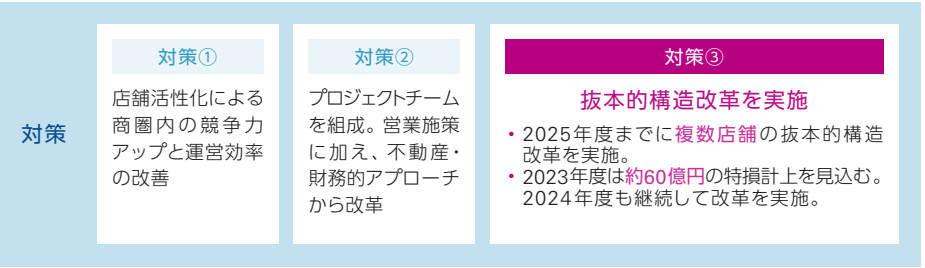 対策
対策①
店舗活性化による
商圏内の競争力
アップと運営効率
の改善
対策②
プロジェクトチーム
を組成。営業施策
に加え、不動産・
財務的アプローチ
から改革
対策③
抜本的構造改革を実施
・2025年度までに複数店舗の抜本的構造
改革を実施。
・2023年度は約60億円の特損計上を見込む。
2024年度も継続して改革を実施。